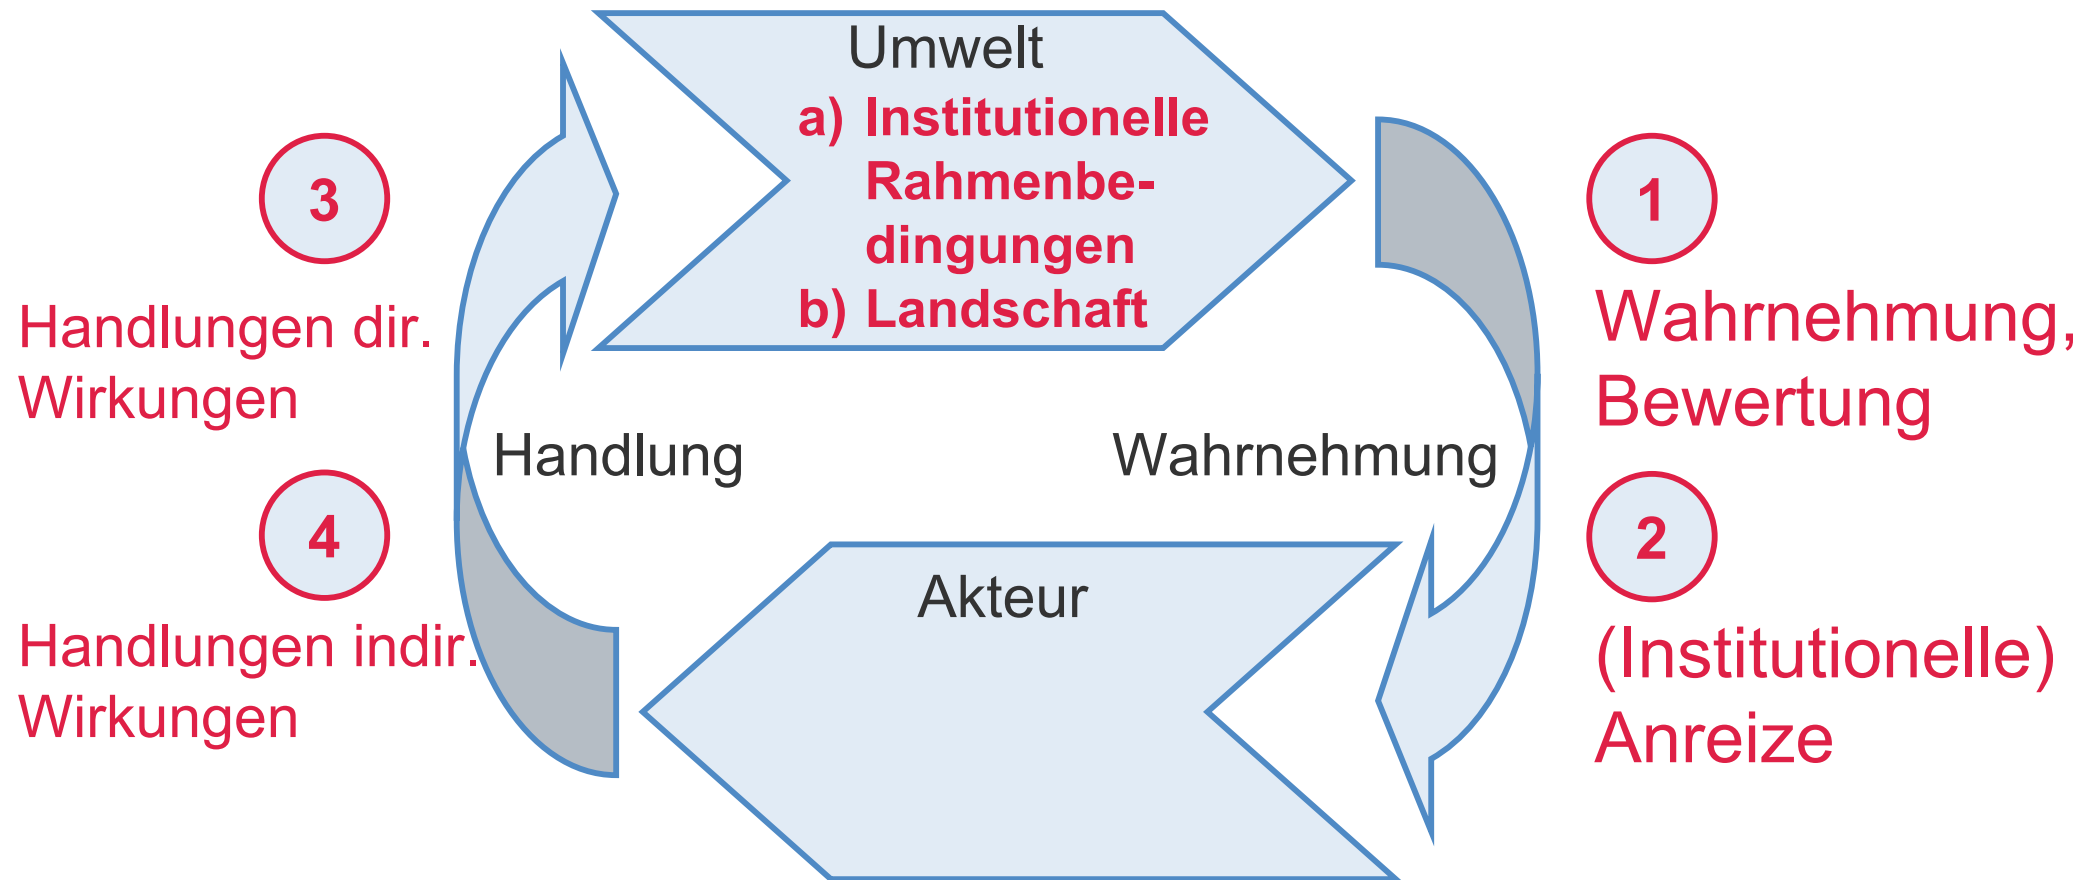 Umwelt
a) Institutionelle
Rahmenbe-
dingungen
b) Landschaft
3
Handlungen dir.
Wirkungen
1
Wahrnehmung,
Bewertung
Handlung
Wahrnehmung
4
Handlungen indir.
Wirkungen
Akteur
2
(Institutionelle)
Anreize